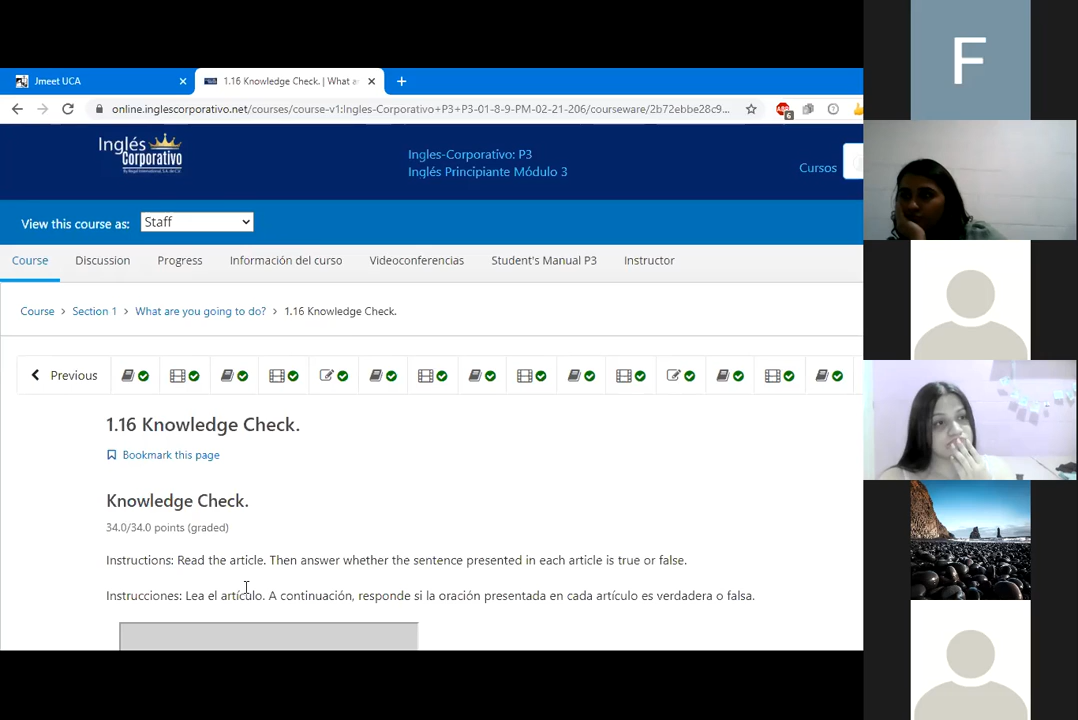 Jmeet UCA
1.16 Knowledge Check. | What a
online.inglescorporativo.net/courses/course-v1:Ingles-Corporativo+P3+P3-01-8-9-PM-02-21-206/courseware/2b72ebbe28c9...
6
Inglés
Corporativo
Ingles-Corporativo: P3
Inglés Principiante Módulo 3
Cursos
View this course as:
Staff
Course
Discussion
Progress
Información del curso
Videoconferencias
Student's Manual P3
Instructor
Course > Section 1 > What are you going to do? > 1.16 Knowledge Check.
Previous
1.16 Knowledge Check.
Bookmark this page
Knowledge Check.
34.0/34.0 points (graded)
Instructions: Read the article. Then answer whether the sentence presented in each article is true or false.
Instrucciones: Lea el artículo. A continuación, responde si la oración presentada en cada artículo es verdadera o falsa.
F